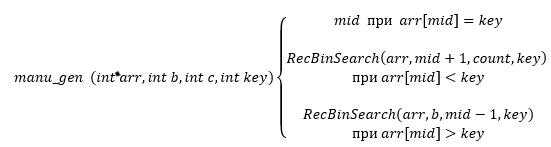 mid при arr[mid] = key
RecBinSearch(arr, mid + 1, count, key)
при arr[mid] < key
manu_gen (int*arr, int b, int c, int key)
RecBinSearch(arr, b, mid − 1, key)
при arr[mid] > key